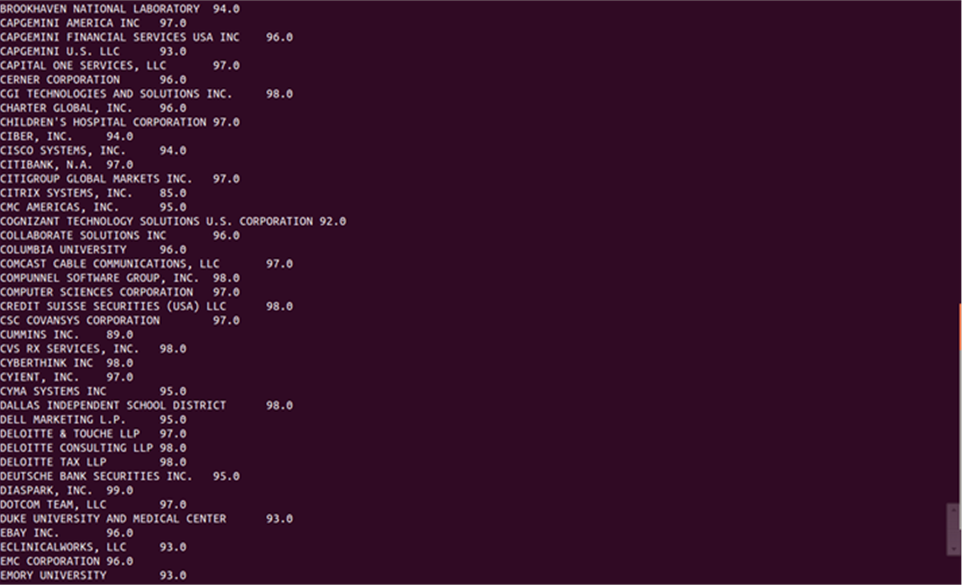 BROOKHAVEN NATIONAL LABORATORY 94.0
CAPGEMINI AMERICA INC 97.0
CAPGEMINI FINANCIAL SERVICES USA INC 96.0
CAPGEMINI U.S. LLC 93.0
CAPITAL ONE SERVICES, LLC 97.0
CERNER CORPORATION 96.0
CGI TECHNOLOGIES AND SOLUTIONS INC. 98.0
CHARTER GLOBAL, INC. 96.0
CHILDREN'S HOSPITAL CORPORATION 97.0
CIBER, INC. 94.0
CISCO SYSTEMS, INC. 94.0
CITIBANK, N.A. 97.0
CITIGROUP GLOBAL MARKETS INC. 97.0
CITRIX SYSTEMS, INC. 85.0
CMC AMERICAS, INC. 95.0
COGNIZANT TECHNOLOGY SOLUTIONS U.S. CORPORATION 92.0
COLLABORATE SOLUTIONS INC 96.0
COLUMBIA UNIVERSITY 96.0
COMCAST CABLE COMMUNICATIONS, LLC 97.0
COMPUNNEL SOFTWARE GROUP, INC. 98.0
COMPUTER SCIENCES CORPORATION 97.0
CREDIT SUISSE SECURITIES (USA) LLC 98.0
CSC COVANSYS CORPORATION 97.0
CUMMINS INC. 89.0
CVS RX SERVICES, INC. 98.0
CYBERTHINK INC 98.0
CYIENT, INC. 97.0
CYMA SYSTEMS INC 95.0
DALLAS INDEPENDENT SCHOOL DISTRICT 98.0
DELL MARKETING L.P. 95.0
DELOITTE & TOUCHE LLP 97.0
DELOITTE CONSULTING LLP 98.0
DELOITTE TAX LLP 98.0
DEUTSCHE BANK SECURITIES INC. 95.0
DIASPARK, INC. 99.0
DOTCOM TEAM, LLC 97.0
DUKE UNIVERSITY AND MEDICAL CENTER 93.0
EBAY INC. 96.0
ECLINICALWORKS, LLC 93.0
EMC CORPORATION 96.0
EMORY UNIVERSITY 93.0